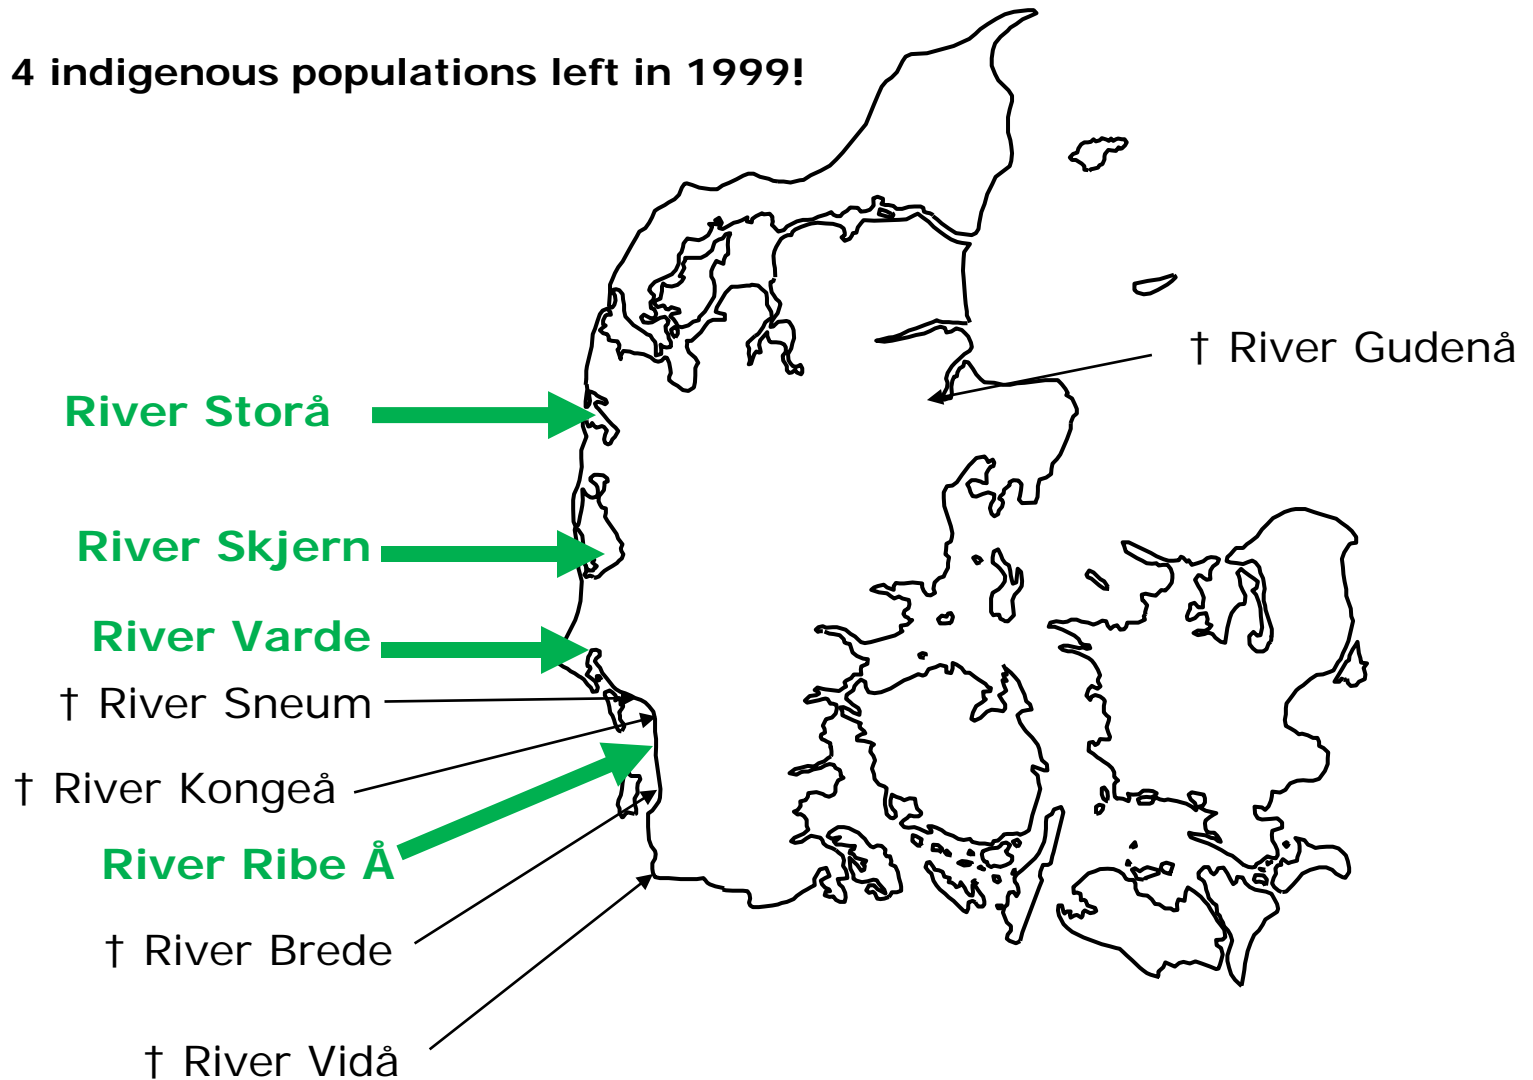 4 indigenous populations left in 1999!
† River Gudenå
River Storå
River Skjern
River Varde
† River Sneum
† River Kongeå
River Ribe Å
† River Brede
† River Vidå